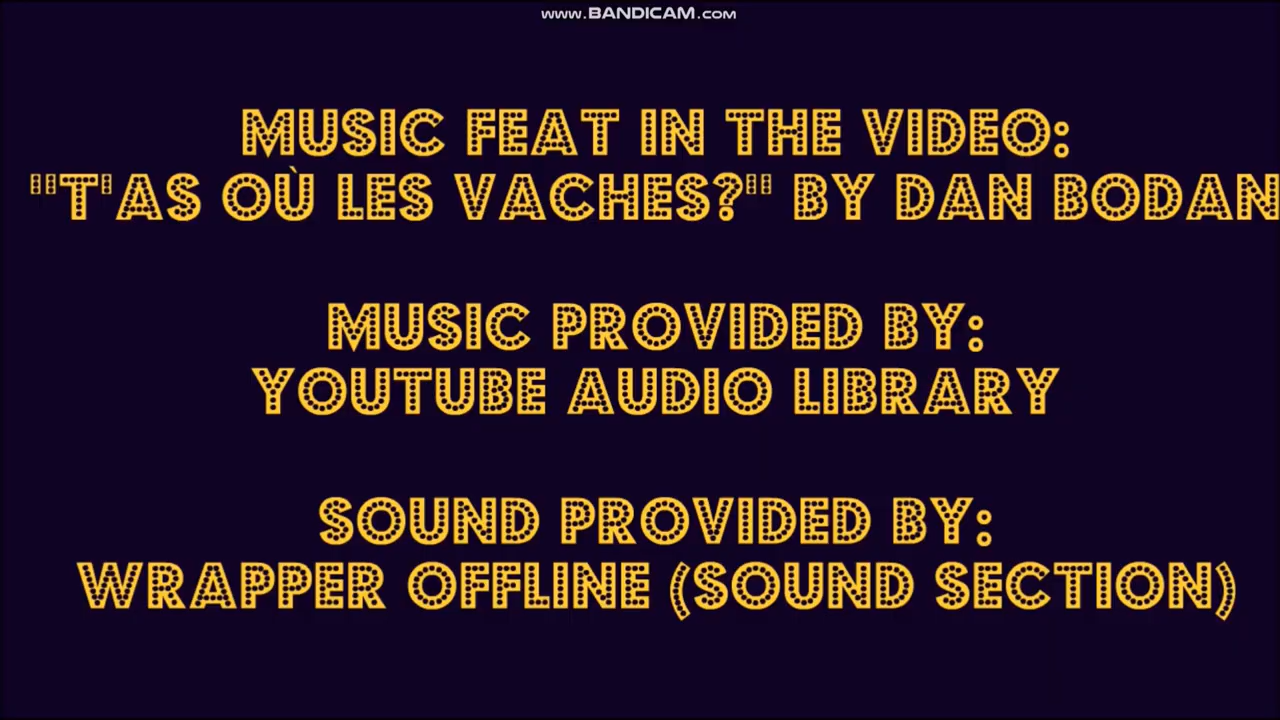 www.BANDICAM.com
MUSIC FEAT IN THE VIDEO:
"T'AS OÙ LES VACHES?" BY DAN BODAN
MUSIC PROVIDED BY:
YOUTUBE AUDIO LIBRARY
SOUND PROVIDED BY:
WRAPPER OFFLINE (SOUND SECTION)